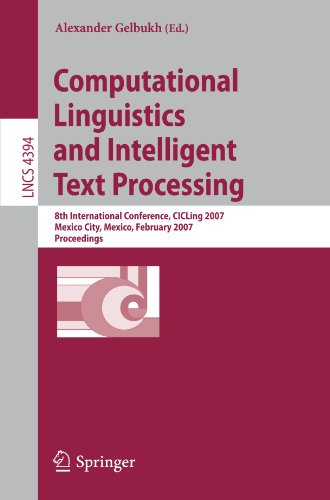 Alexander Gelbukh (Ed.)
LNCS 4394
Computational
Linguistics
and Intelligent
Text Processing
8th International Conference, CICLing 2007
Mexico City, Mexico, February 2007
Proceedings
Springer